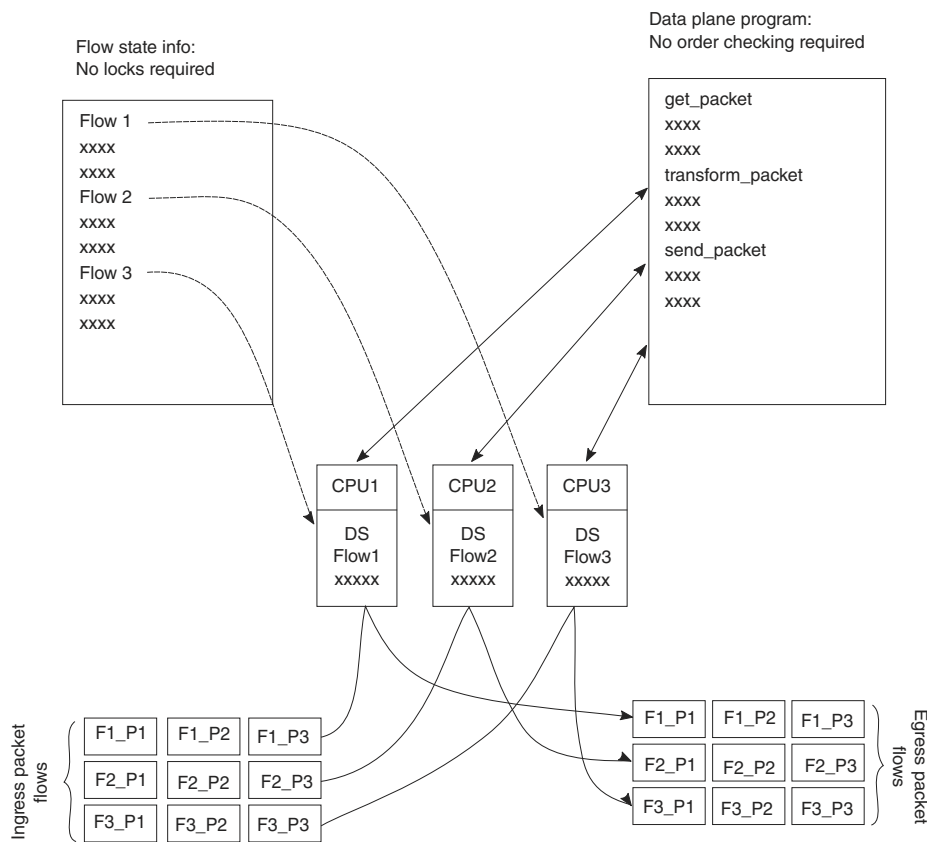 Flow state info:
No locks required
Data plane program:
No order checking required
Flow 1
xxxx
xxxx
Flow 2
xxxx
xxxx
Flow 3
xxxx
xxxx
get_packet
xxxx
xxxx
transform_packet
xxxx
xxxx
send_packet
xxxx
xxxx
CPU1
DS
Flow1
xxxxx
CPU2
DS
Flow2
xxxxx
CPU3
DS
Flow3
xxxxx
Ingress packet
flows
F1_P1 F1_P2 F1_P3
F2_P1 F2_P2 F2_P3
F3_P1 F3_P2 F3_P3
F1_P1 F1_P2 F1_P3
F2_P1 F2_P2 F2_P3
F3_P1 F3_P2 F3_P3
Egress packet
flows